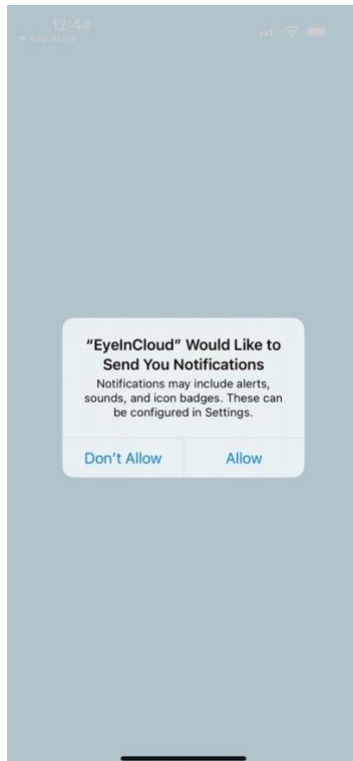 12:44
◀ App Store
“EyeInCloud” Would Like to
Send You Notifications
Notifications may include alerts,
sounds, and icon badges. These can
be configured in Settings.
Don’t Allow
Allow